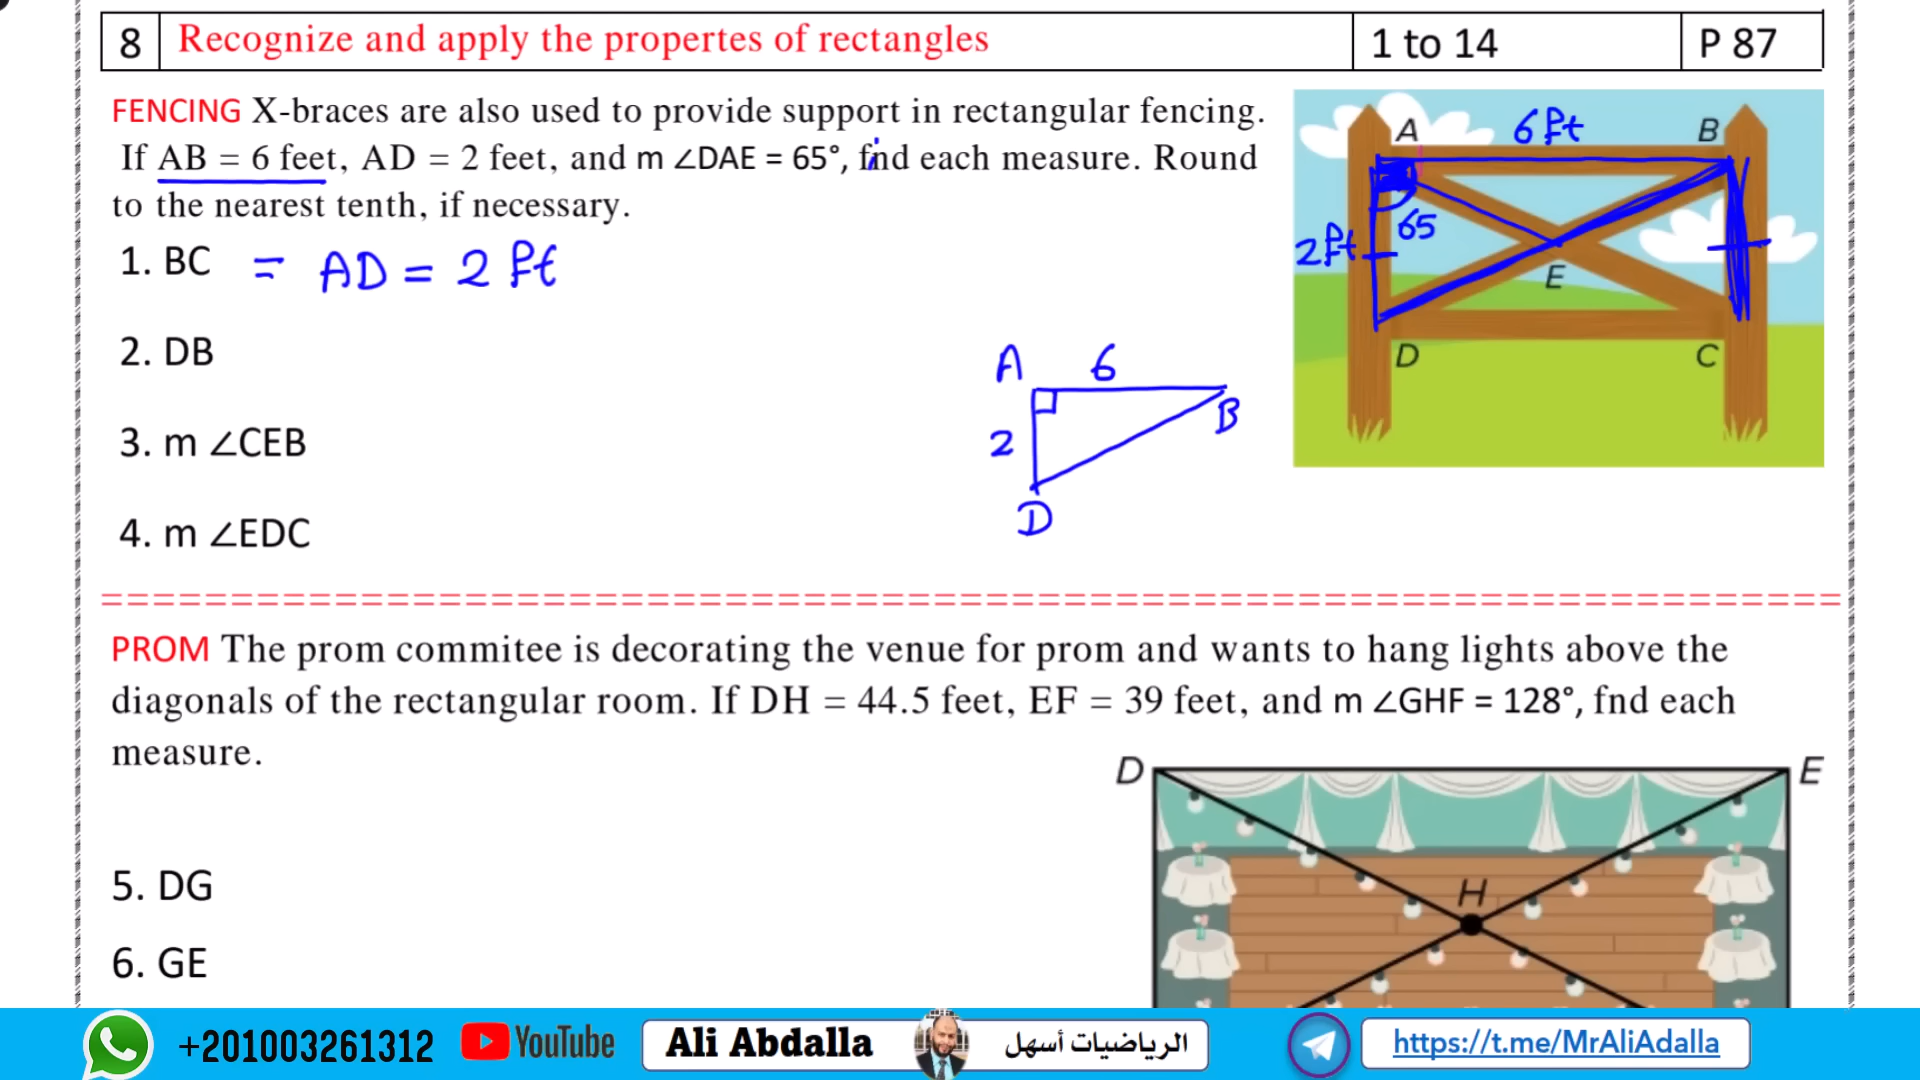 8 Recognize and apply the propertes of rectangles 1 to 14 P 87
FENCING X-braces are also used to provide support in rectangular fencing.
If AB = 6 feet, AD = 2 feet, and m ∠DAE = 65°, fnd each measure. Round
to the nearest tenth, if necessary.
A 6 ft B
2 ft 65
E
D C
1. BC = AD = 2 ft
2. DB
3. m ∠CEB
4. m ∠EDC
A 6
B
2
D
PROM The prom commitee is decorating the venue for prom and wants to hang lights above the
diagonals of the rectangular room. If DH = 44.5 feet, EF = 39 feet, and m ∠GHF = 128°, fnd each
measure.
D E
H
5. DG
6. GE
+201003261312 YouTube Ali Abdalla الرياضيات أسهل https://t.me/MrAliAdalla